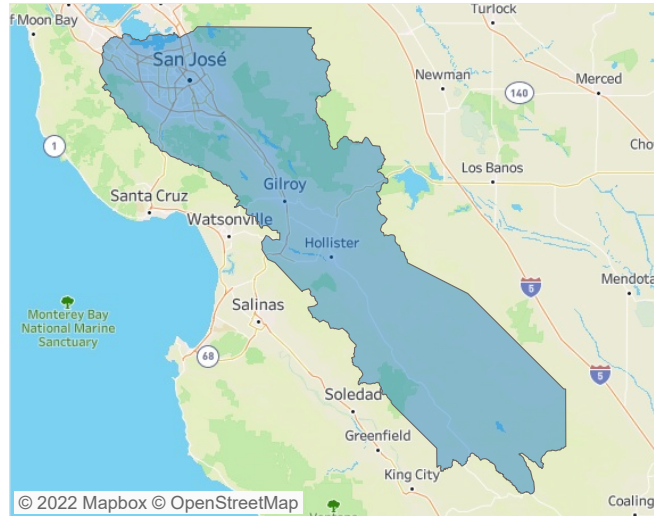 f Moon Bay
Turlock
San José
Newman
140
Merced
1
Cho
Los Banos
Gilroy
Santa Cruz
Watsonville
Hollister
5
Mendota
Monterey Bay
National Marine
Sanctuary
Salinas
68
5
Soledad
Greenfield
King City
Coaling
© 2022 Mapbox © OpenStreetMap